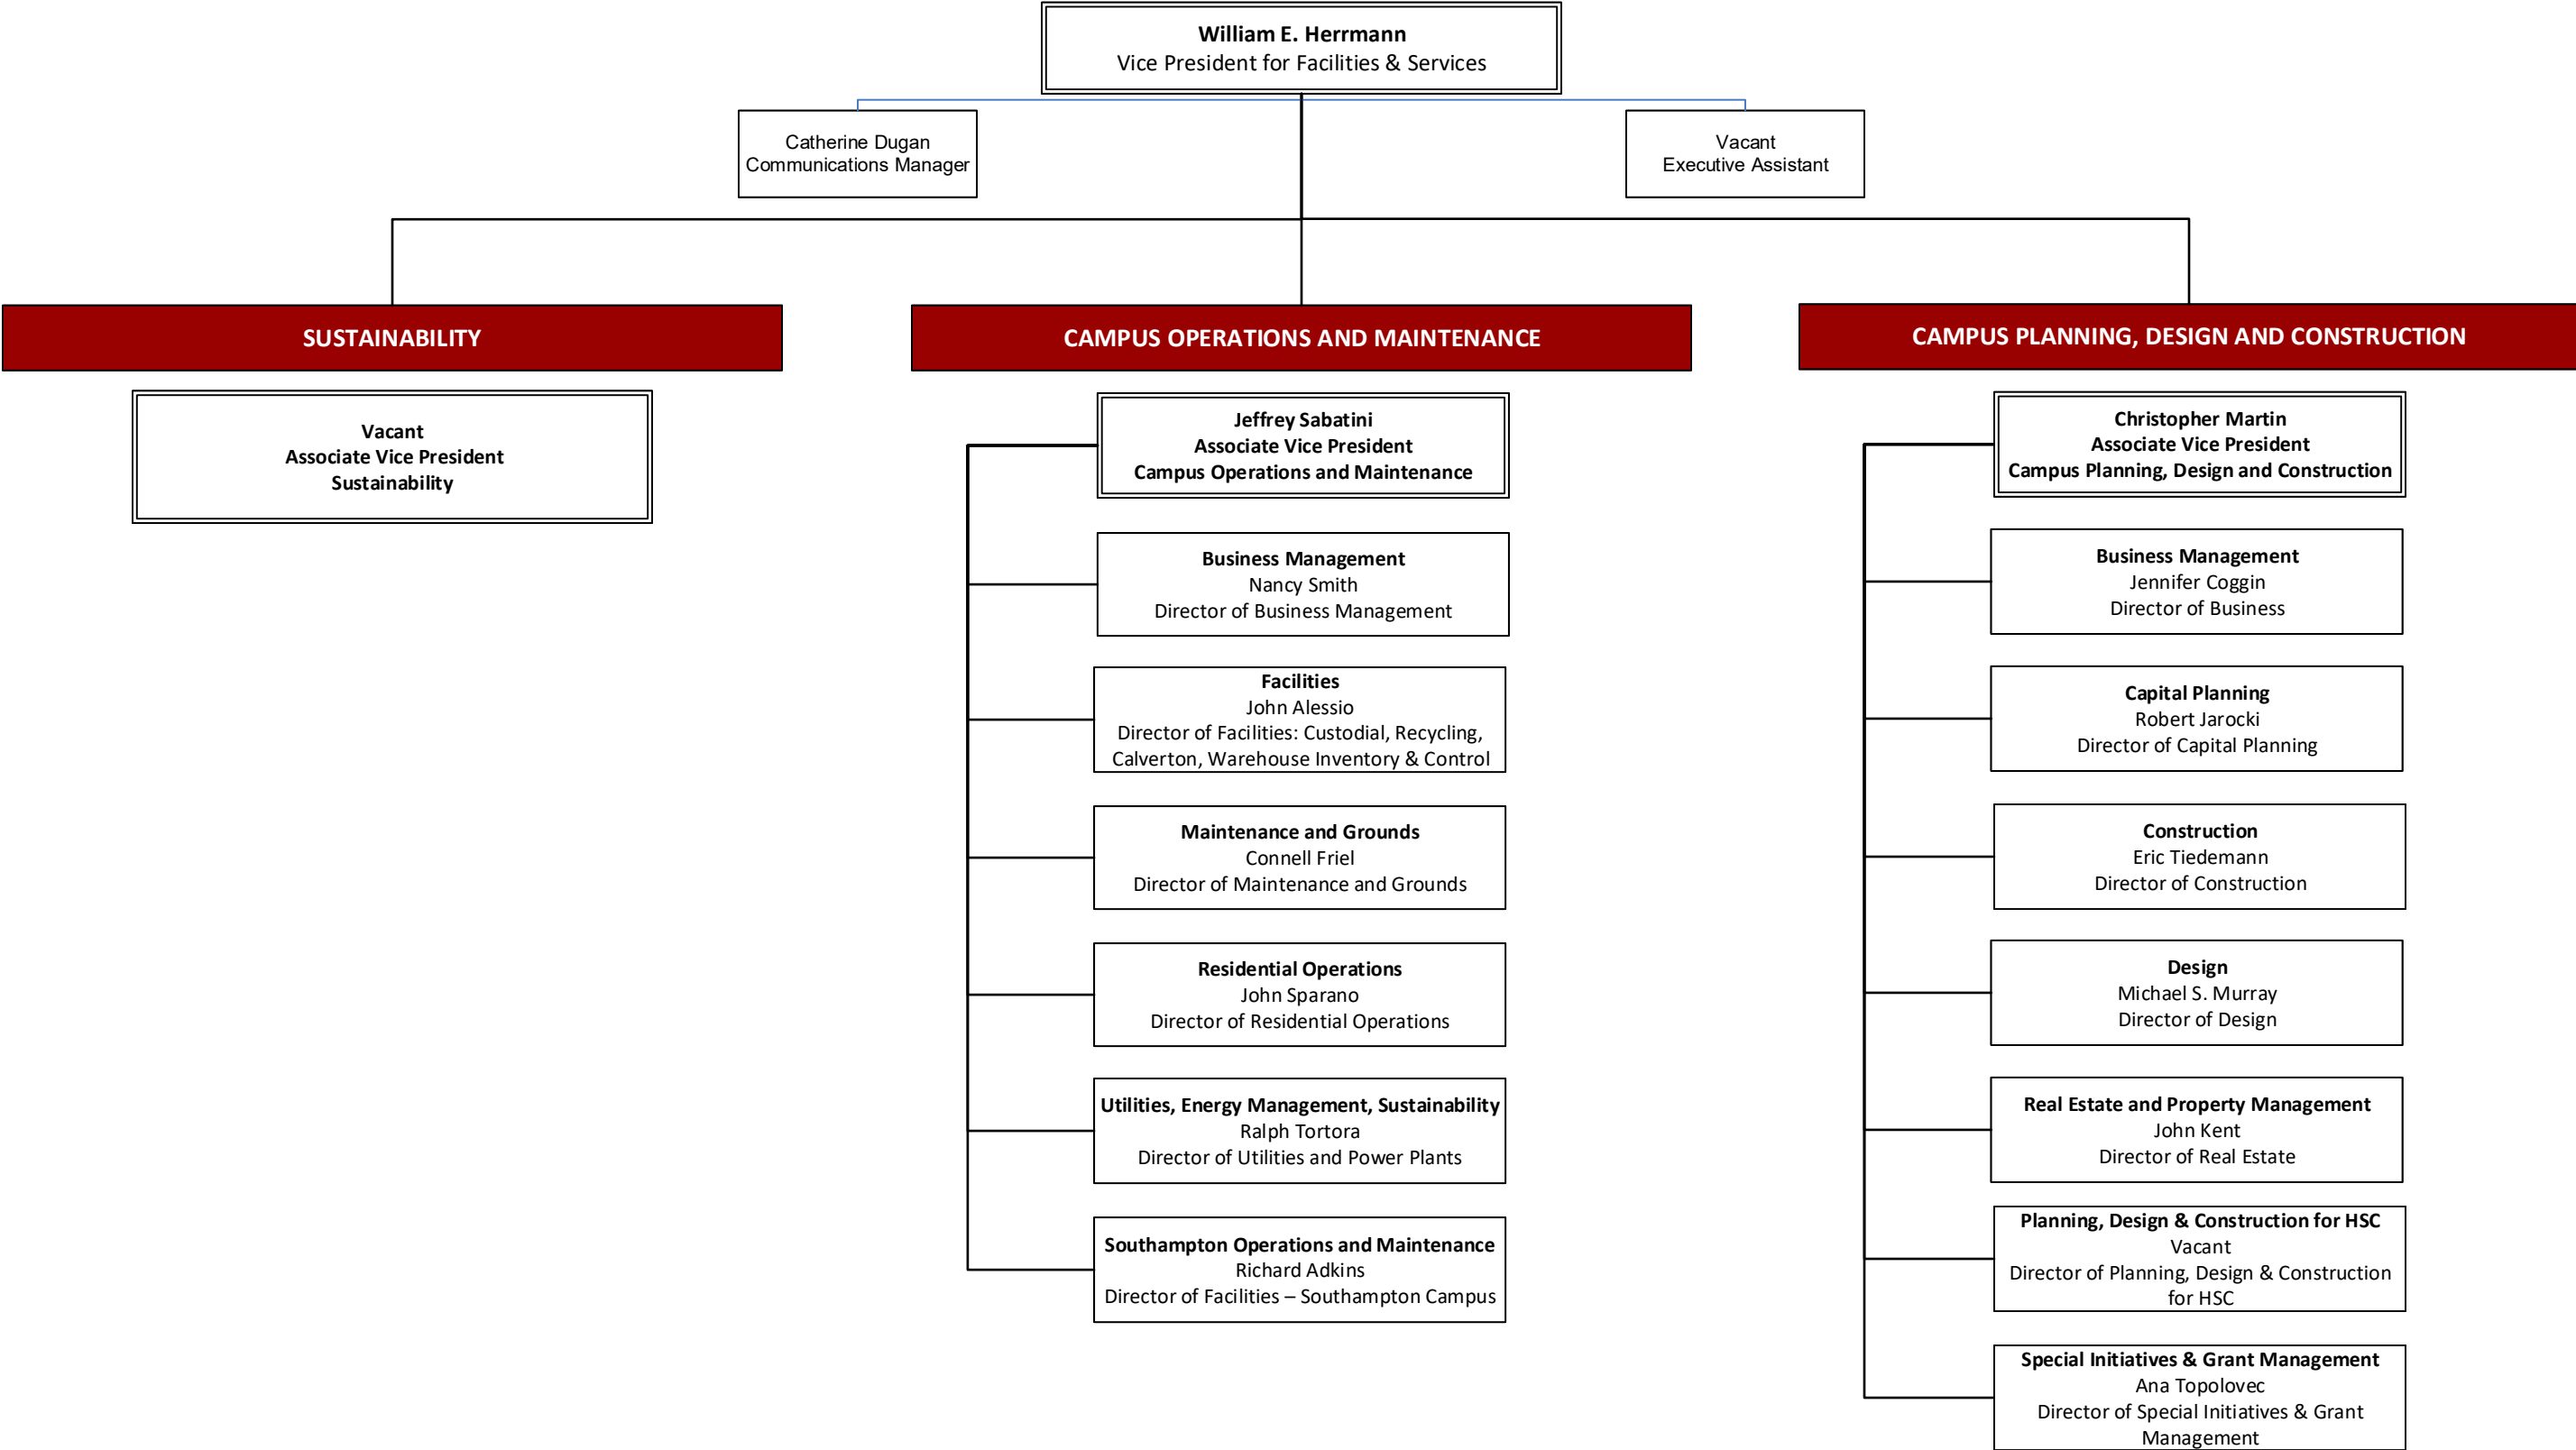 William E. Herrmann
Vice President for Facilities & Services
Catherine Dugan
Communications Manager
Vacant
Executive Assistant
SUSTAINABILITY
Vacant
Associate Vice President
Sustainability
CAMPUS OPERATIONS AND MAINTENANCE
Jeffrey Sabatini
Associate Vice President
Campus Operations and Maintenance
Business Management
Nancy Smith
Director of Business Management
Facilities
John Alessio
Director of Facilities: Custodial, Recycling,
Calverton, Warehouse Inventory & Control
Maintenance and Grounds
Connell Friel
Director of Maintenance and Grounds
Residential Operations
John Sparano
Director of Residential Operations
Utilities, Energy Management, Sustainability
Ralph Tortora
Director of Utilities and Power Plants
Southampton Operations and Maintenance
Richard Adkins
Director of Facilities – Southampton Campus
CAMPUS PLANNING, DESIGN AND CONSTRUCTION
Christopher Martin
Associate Vice President
Campus Planning, Design and Construction
Business Management
Jennifer Coggin
Director of Business
Capital Planning
Robert Jarocki
Director of Capital Planning
Construction
Eric Tiedemann
Director of Construction
Design
Michael S. Murray
Director of Design
Real Estate and Property Management
John Kent
Director of Real Estate
Planning, Design & Construction for HSC
Vacant
Director of Planning, Design & Construction
for HSC
Special Initiatives & Grant Management
Ana Topolovec
Director of Special Initiatives & Grant
Management